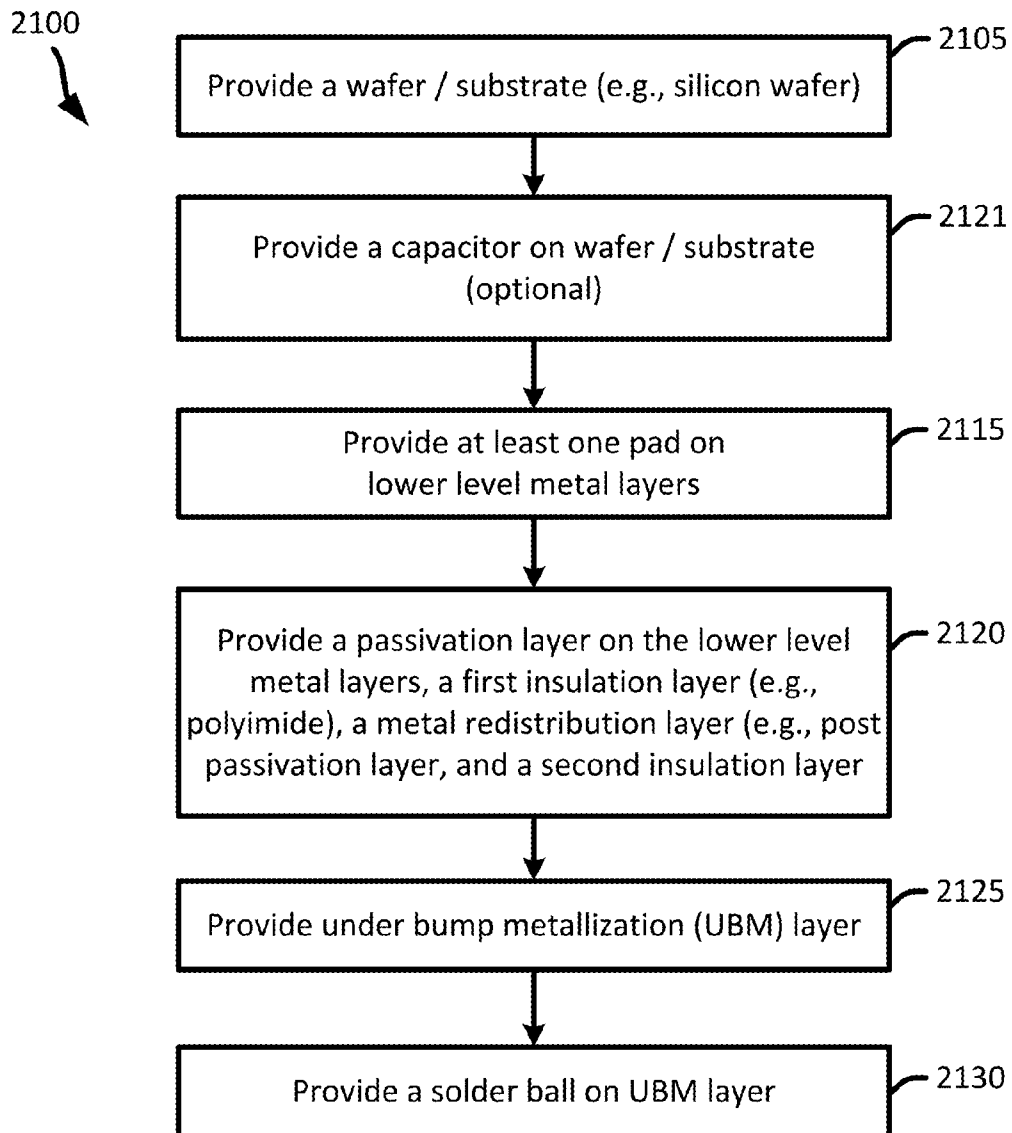 2100
2105
Provide a wafer / substrate (e.g., silicon wafer)
2121
Provide a capacitor on wafer / substrate
(optional)
2115
Provide at least one pad on
lower level metal layers
2120
Provide a passivation layer on the lower level
metal layers, a first insulation layer (e.g.,
polyimide), a metal redistribution layer (e.g., post
passivation layer, and a second insulation layer
2125
Provide under bump metallization (UBM) layer
2130
Provide a solder ball on UBM layer